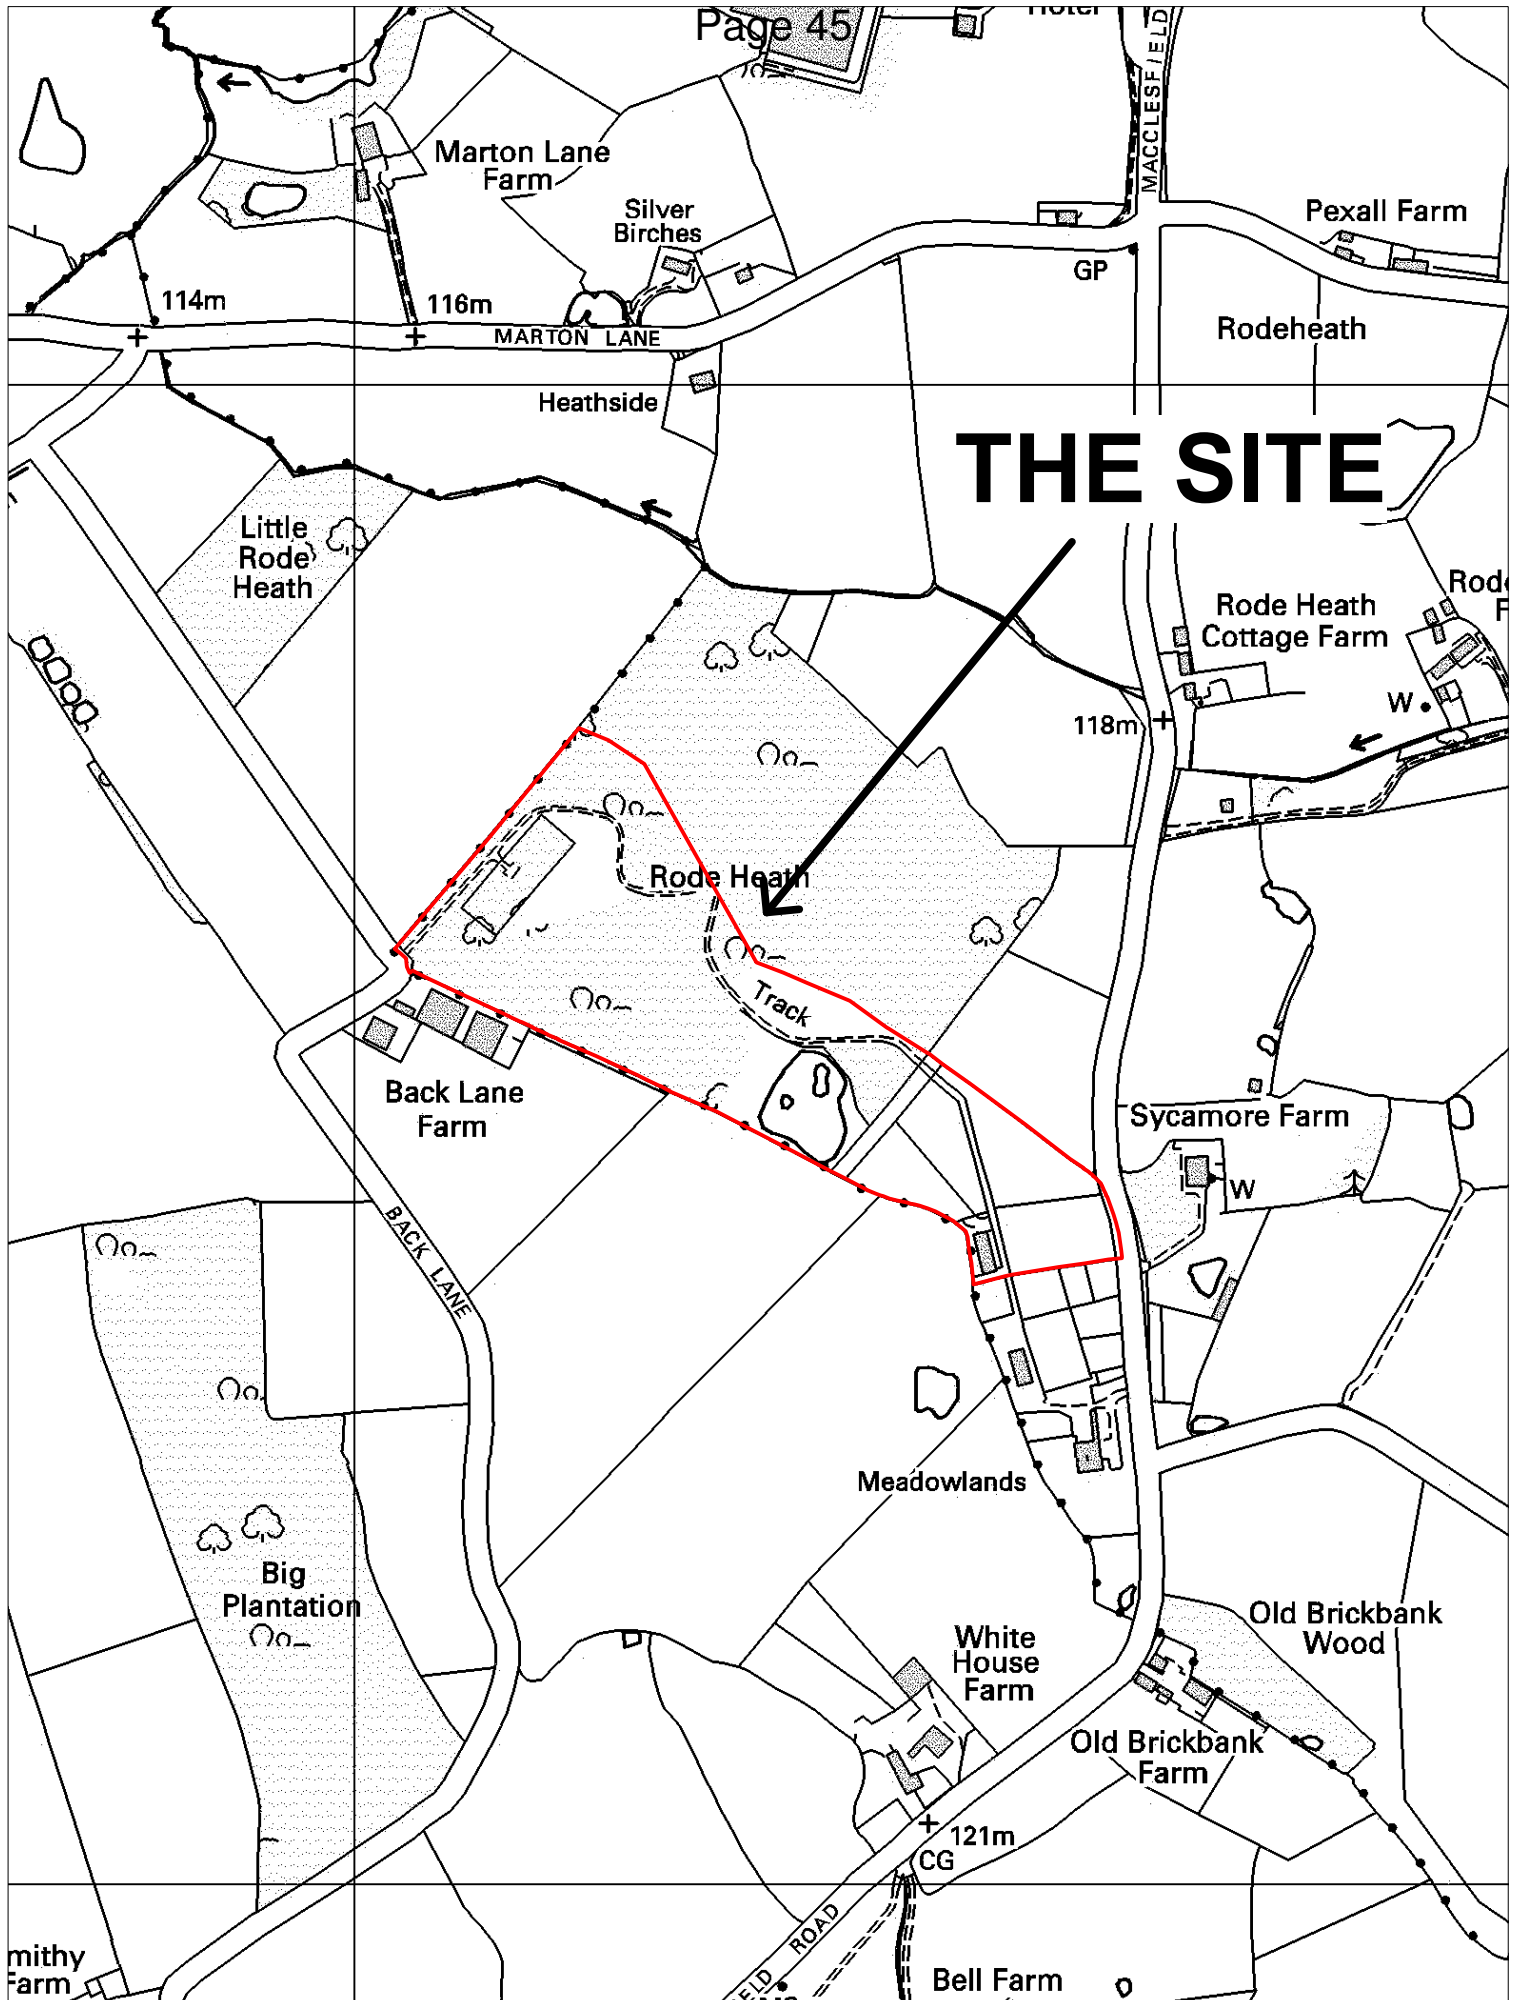 Page 45
MACCLESFIELD
Marton Lane
Farm
Silver
Birches
Pexall Farm
GP
114m
116m
MARTON LANE
Rodeheath
Heathside
THE SITE
Little
Rode
Heath
Rode Heath
Cottage Farm
W
118m
Rode Heath
Track
Back Lane
Farm
Sycamore Farm
W
BACK LANE
Meadowlands
Big
Plantation
Old Brickbank
Wood
White
House
Farm
Old Brickbank
Farm
121m
CG
ROAD
Bell Farm